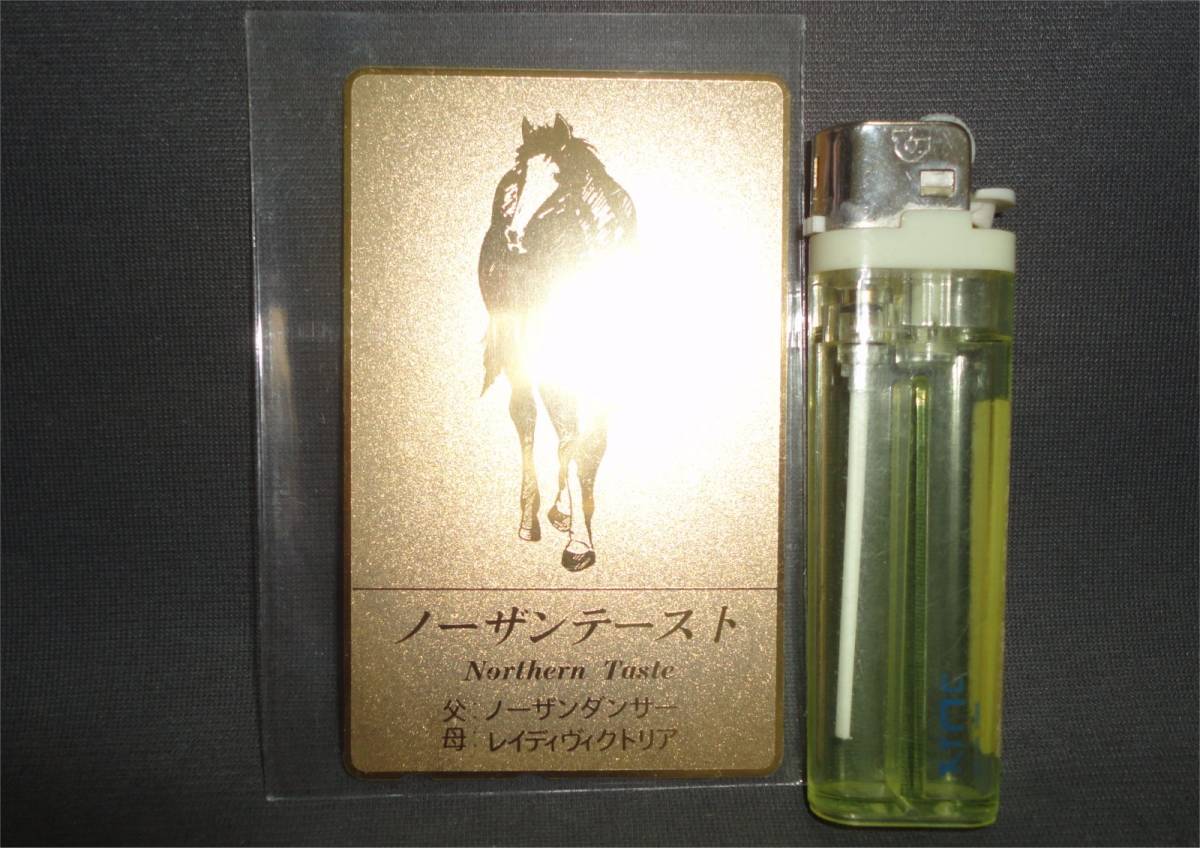 ノーザンテースト
Northern Taste
父:ノーザンダンサー
母:レイディヴィクトリア